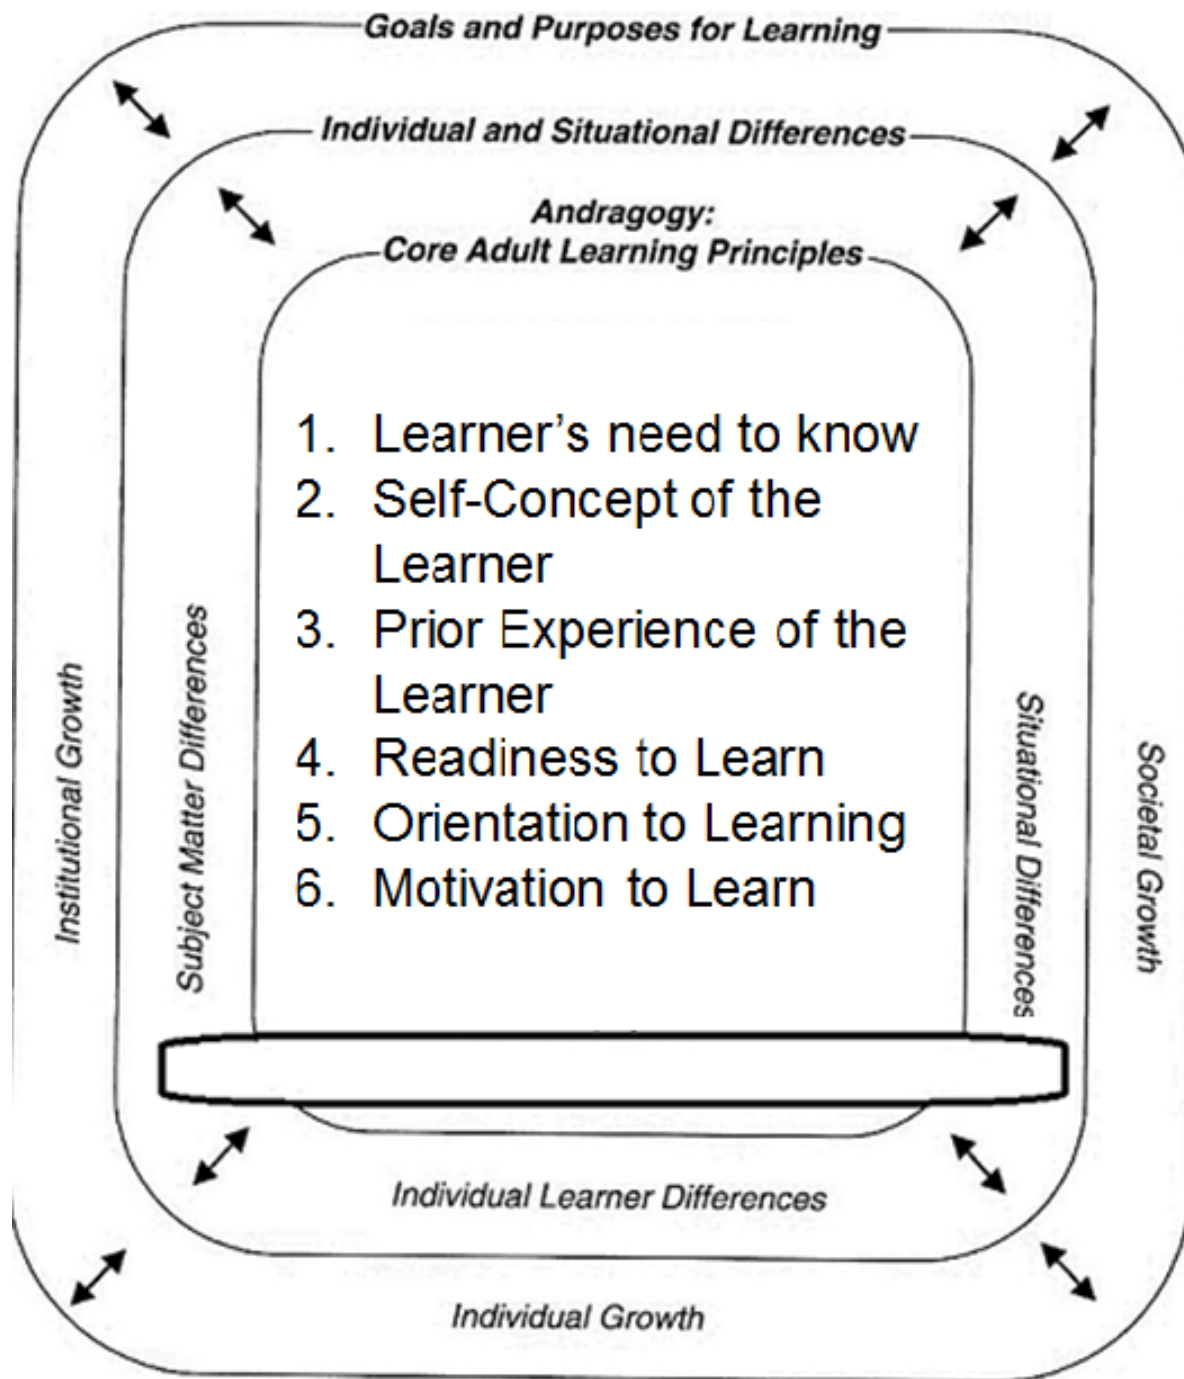 Goals and Purposes for Learning
Individual and Situational Differences
Andragogy:
Core Adult Learning Principles
1. Learner’s need to know
2. Self-Concept of the
Learner
3. Prior Experience of the
Learner
4. Readiness to Learn
5. Orientation to Learning
6. Motivation to Learn
Institutional Growth
Subject Matter Differences
Situational Differences
Societal Growth
Individual Learner Differences
Individual Growth